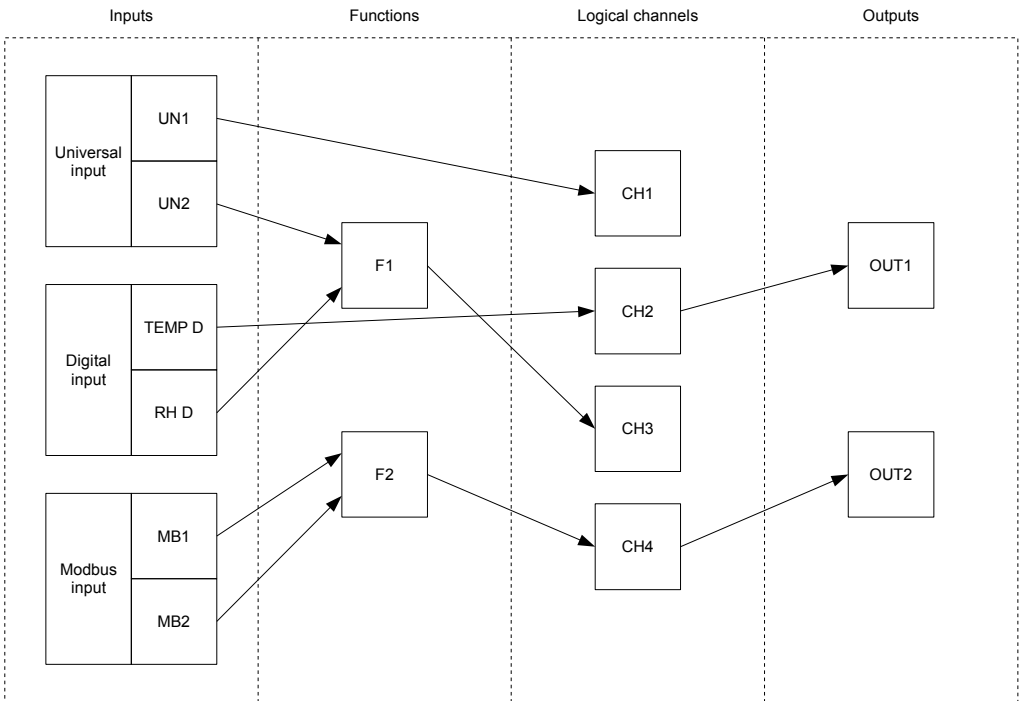 Inputs
Functions
Logical channels
Outputs
Universal
input
UN1
UN2
Digital
input
TEMP D
RH D
Modbus
input
MB1
MB2
F1
F2
CH1
CH2
CH3
CH4
OUT1
OUT2